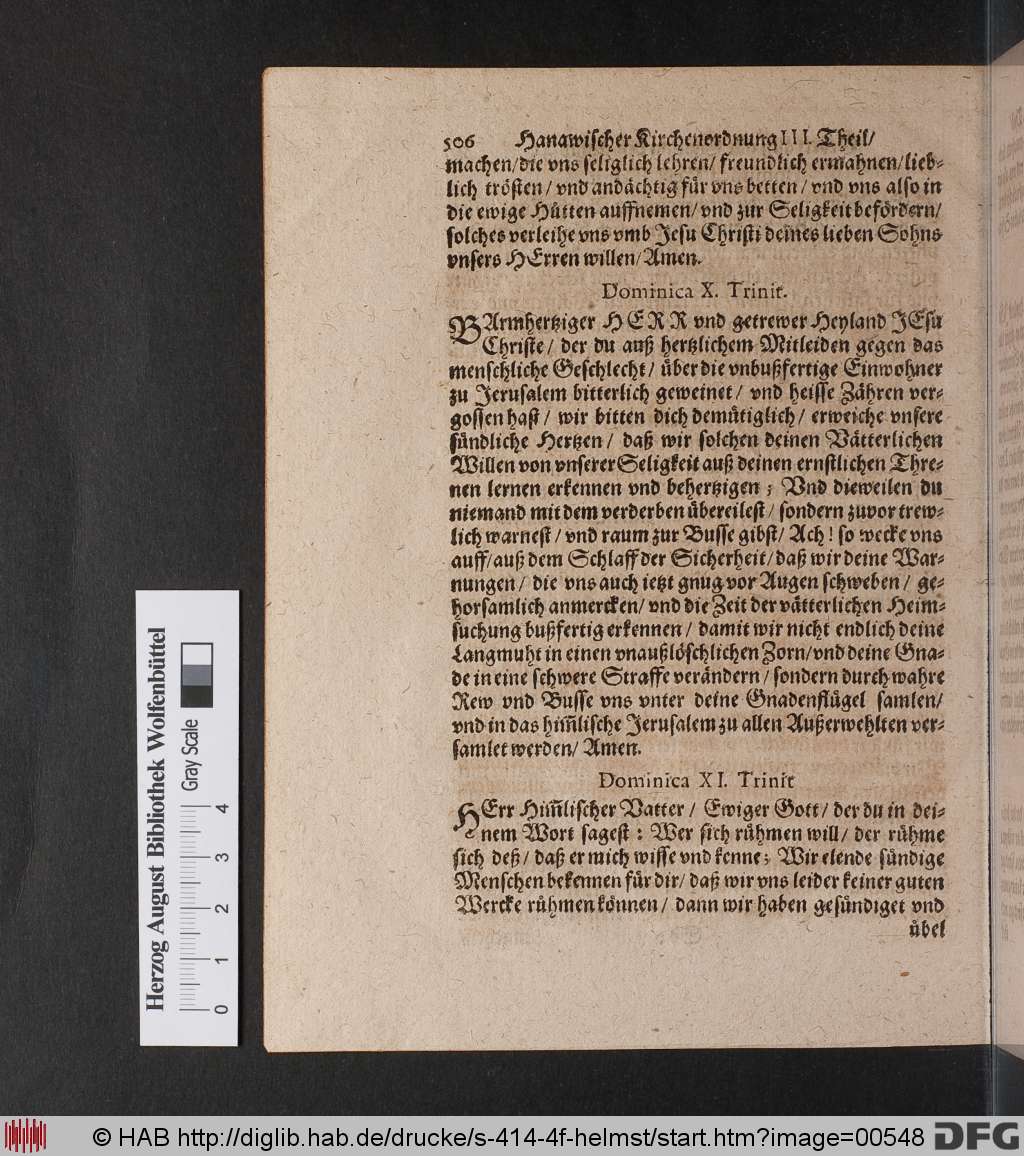 506 Hanawischer Kirchenordnung III. Theil/
machen/die vns seliglich lehren/ freundlich ermahnen/lieb-
lich trösten/ vnd andächtig für vns betten/ vnd vns also in
die ewige Hütten auffnemen/ vnd zur Seligkeit befördern/
solches verleihe vns vmb Jesu Christi deines lieben Sohns
vnsers HErren willen/ Amen.
Dominica X. Trinit.
BArmhertziger HERR vnd getrewer Heyland JEsu
Christe/ der du auß hertzlichem Mitleiden gegen das
menschliche Geschlecht/ über die vnbußfertige Einwohner
zu Jerusalem bitterlich geweinet/ vnd heisse Zähren ver-
gossen hast/ wir bitten dich demütiglich/ erweiche vnsere
sündliche Hertzen/ daß wir solchen deinen Vätterlichen
Willen von vnserer Seligkeit auß deinen ernstlichen Thre-
nen lernen erkennen vnd behertzigen; Vnd dieweilen du
niemand mit dem verderben übereilest/ sondern zuvor trew-
lich warnest/ vnd raum zur Busse gibst/ Ach! so wecke vns
auff/auß dem Schlaff der Sicherheit/daß wir deine War-
nungen/ die vns auch ietzt gnug vor Augen schweben/ ge-
horsamlich anmercken/ vnd die Zeit der vätterlichen Heim-
suchung bußfertig erkennen/ damit wir nicht endlich deine
Langmuht in einen vnaußlöschlichen Zorn/vnd deine Gna-
de in eine schwere Straffe verändern/ sondern durch wahre
Rew vnd Busse vns vnter deine Gnadenflügel samlen/
vnd in das him̃lische Jerusalem zu allen Außerwehlten ver-
samlet werden/ Amen.
Dominica XI. Trinit
HErr Him̃lischer Vatter/ Ewiger Gott/ der du in dei-
nem Wort sagest: Wer sich rühmen will/ der rühme
sich deß/ daß er mich wisse vnd kenne; Wir elende sündige
Menschen bekennen für dir/ daß wir vns leider keiner guten
Wercke rühmen können/ dann wir haben gesündiget vnd
übel
Herzog August Bibliothek Wolfenbüttel
Gray Scale
0 1 2 3 4
© HAB http://diglib.hab.de/drucke/s-414-4f-helmst/start.htm?image=00548 DFG